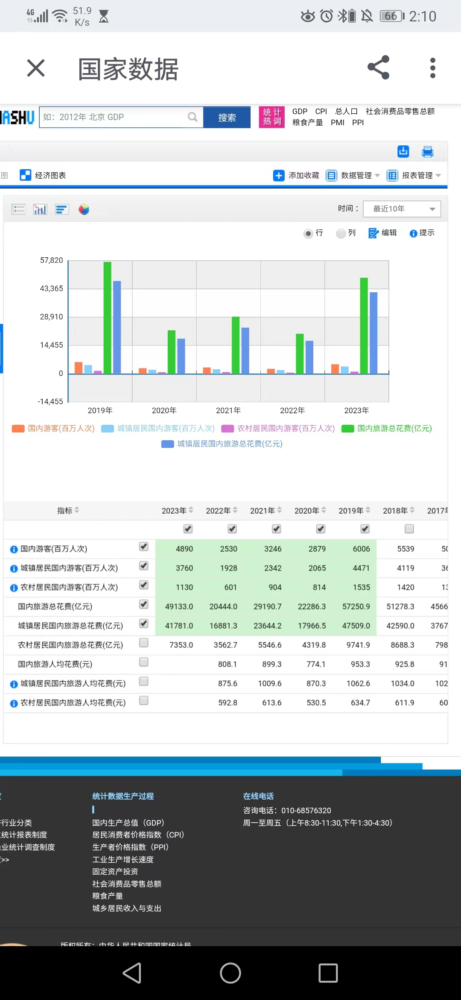 4G 51.9 K/s 66 2:10
国家数据
ASHU 如：2012年 北京 GDP 搜索 统计热词 GDP CPI 总人口 社会消费品零售总额
粮食产量 PMI PPI
图 经济图表 添加收藏 数据管理 报表管理
时间： 最近10年
行 列 编辑 提示
57,820
43,365
28,910
14,455
0
-14,455
2019年 2020年 2021年 2022年 2023年
国内游客(百万人次) 城镇居民国内游客(百万人次) 农村居民国内游客(百万人次) 国内旅游总花费(亿元)
城镇居民国内旅游总花费(亿元)
指标 2023年 2022年 2021年 2020年 2019年 2018年 2017年
国内游客(百万人次) 4890 2530 3246 2879 6006 5539 50
城镇居民国内游客(百万人次) 3760 1928 2342 2065 4471 4119 36
农村居民国内游客(百万人次) 1130 601 904 814 1535 1420 13
国内旅游总花费(亿元) 49133.0 20444.0 29190.7 22286.3 57250.9 51278.3 4566
城镇居民国内旅游总花费(亿元) 41781.0 16881.3 23644.2 17966.5 47509.0 42590.0 3767
农村居民国内旅游总花费(亿元) 7353.0 3562.7 5546.6 4319.8 9741.9 8688.3 798
国内旅游人均花费(元) 808.1 899.3 774.1 953.3 925.8 91
城镇居民国内旅游人均花费(元) 875.6 1009.6 870.3 1062.6 1034.0 102
农村居民国内旅游人均花费(元) 592.8 613.6 530.5 634.7 611.9 60
统计数据生产过程 在线电话
咨询电话：010-68576320
行业分类 国内生产总值（GDP） 周一至周五（上午8:30-11:30,下午1:30-4:30）
统计报表制度 居民消费者价格指数（CPI）
业统计调查制度 生产者价格指数（PPI）
>> 工业生产增长速度
固定资产投资
社会消费品零售总额
粮食产量
城乡居民收入与支出
版权所有：中华人民共和国国家统计局